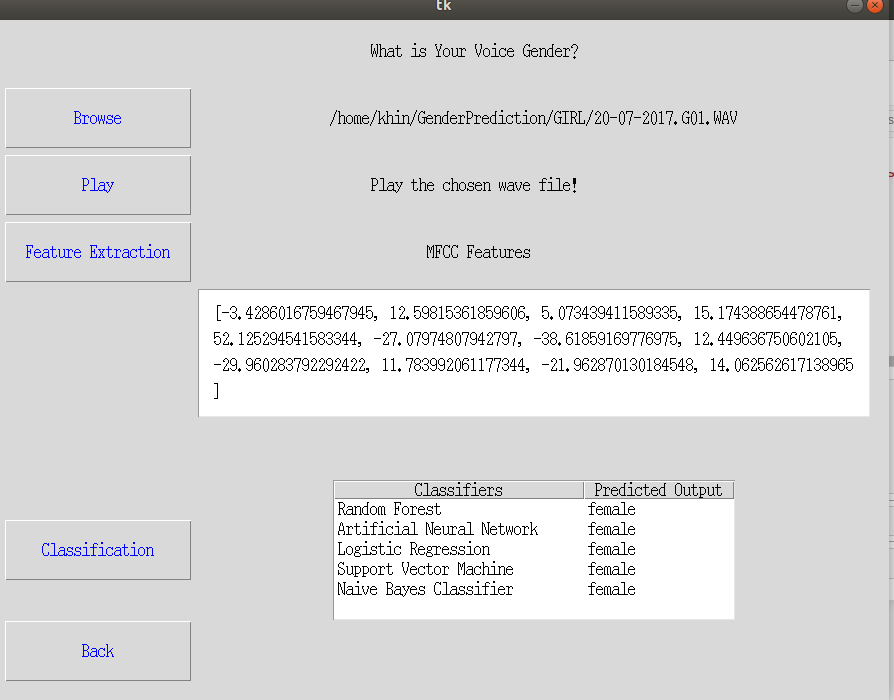 tk
What is Your Voice Gender?
Browse
/home/khin/GenderPrediction/GIRL/20-07-2017.G01.WAV
Play
Play the chosen wave file!
Feature Extraction
MFCC Features
[-3.4286016759467945, 12.59815361859606, 5.073439411589335, 15.174388654478761,
52.125294541583344, -27.07974807942797, -38.61859169776975, 12.449636750602105,
-29.960283792292422, 11.783992061177344, -21.962870130184548, 14.062562617138965
]
Classifiers Predicted Output
Random Forest female
Artificial Neural Network female
Logistic Regression female
Support Vector Machine female
Naive Bayes Classifier female
Classification
Back